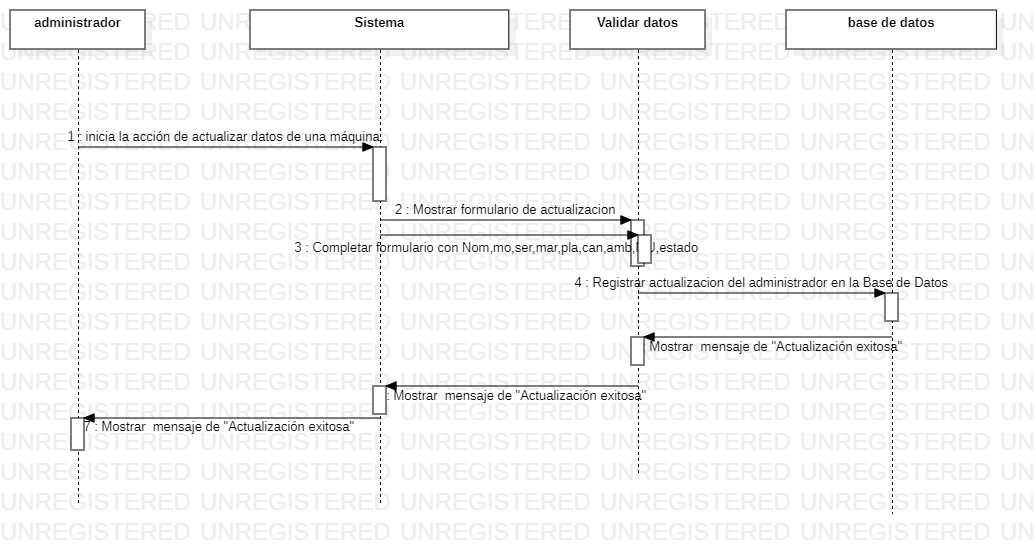 administrador
Sistema
Validar datos
base de datos
1 : inicia la acción de actualizar datos de una máquina
2 : Mostrar formulario de actualizacion
3 : Completar formulario con Nom,mo,ser,mar,pla,can,amb, U,estado
4 : Registrar actualizacion del administrador en la Base de Datos
Mostrar mensaje de "Actualización exitosa"
: Mostrar mensaje de "Actualización exitosa"
7 : Mostrar mensaje de "Actualización exitosa"
UNREGISTERED